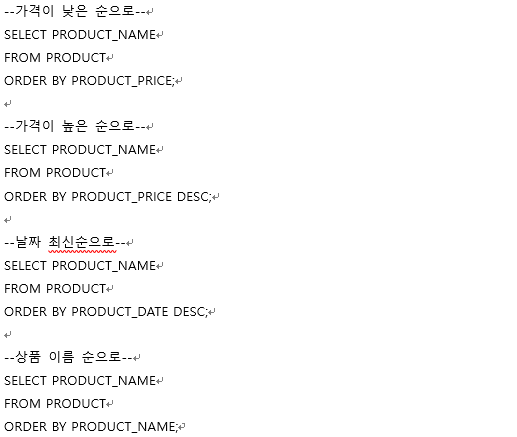 --가격이 낮은 순으로--
SELECT PRODUCT_NAME
FROM PRODUCT
ORDER BY PRODUCT_PRICE;
--가격이 높은 순으로--
SELECT PRODUCT_NAME
FROM PRODUCT
ORDER BY PRODUCT_PRICE DESC;
--날짜 최신순으로--
SELECT PRODUCT_NAME
FROM PRODUCT
ORDER BY PRODUCT_DATE DESC;
--상품 이름 순으로--
SELECT PRODUCT_NAME
FROM PRODUCT
ORDER BY PRODUCT_NAME;